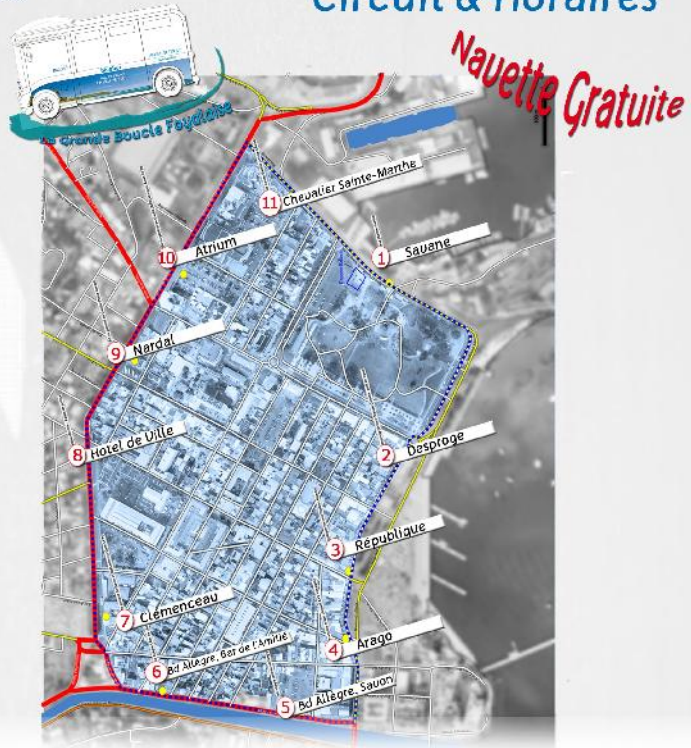 Circuit & Horaires
Navette Gratuite
La Grande Boucle Foyalaise
11 Chevalier Sainte-Marthe
10 Atrium
1 Savane
9 Nardal
8 Hotel de Ville
2 Desproge
3 République
7 Clémenceau
4 Arago
6 Bd Allègre, Bar de l'Amitié
5 Bd Allègre, Savon